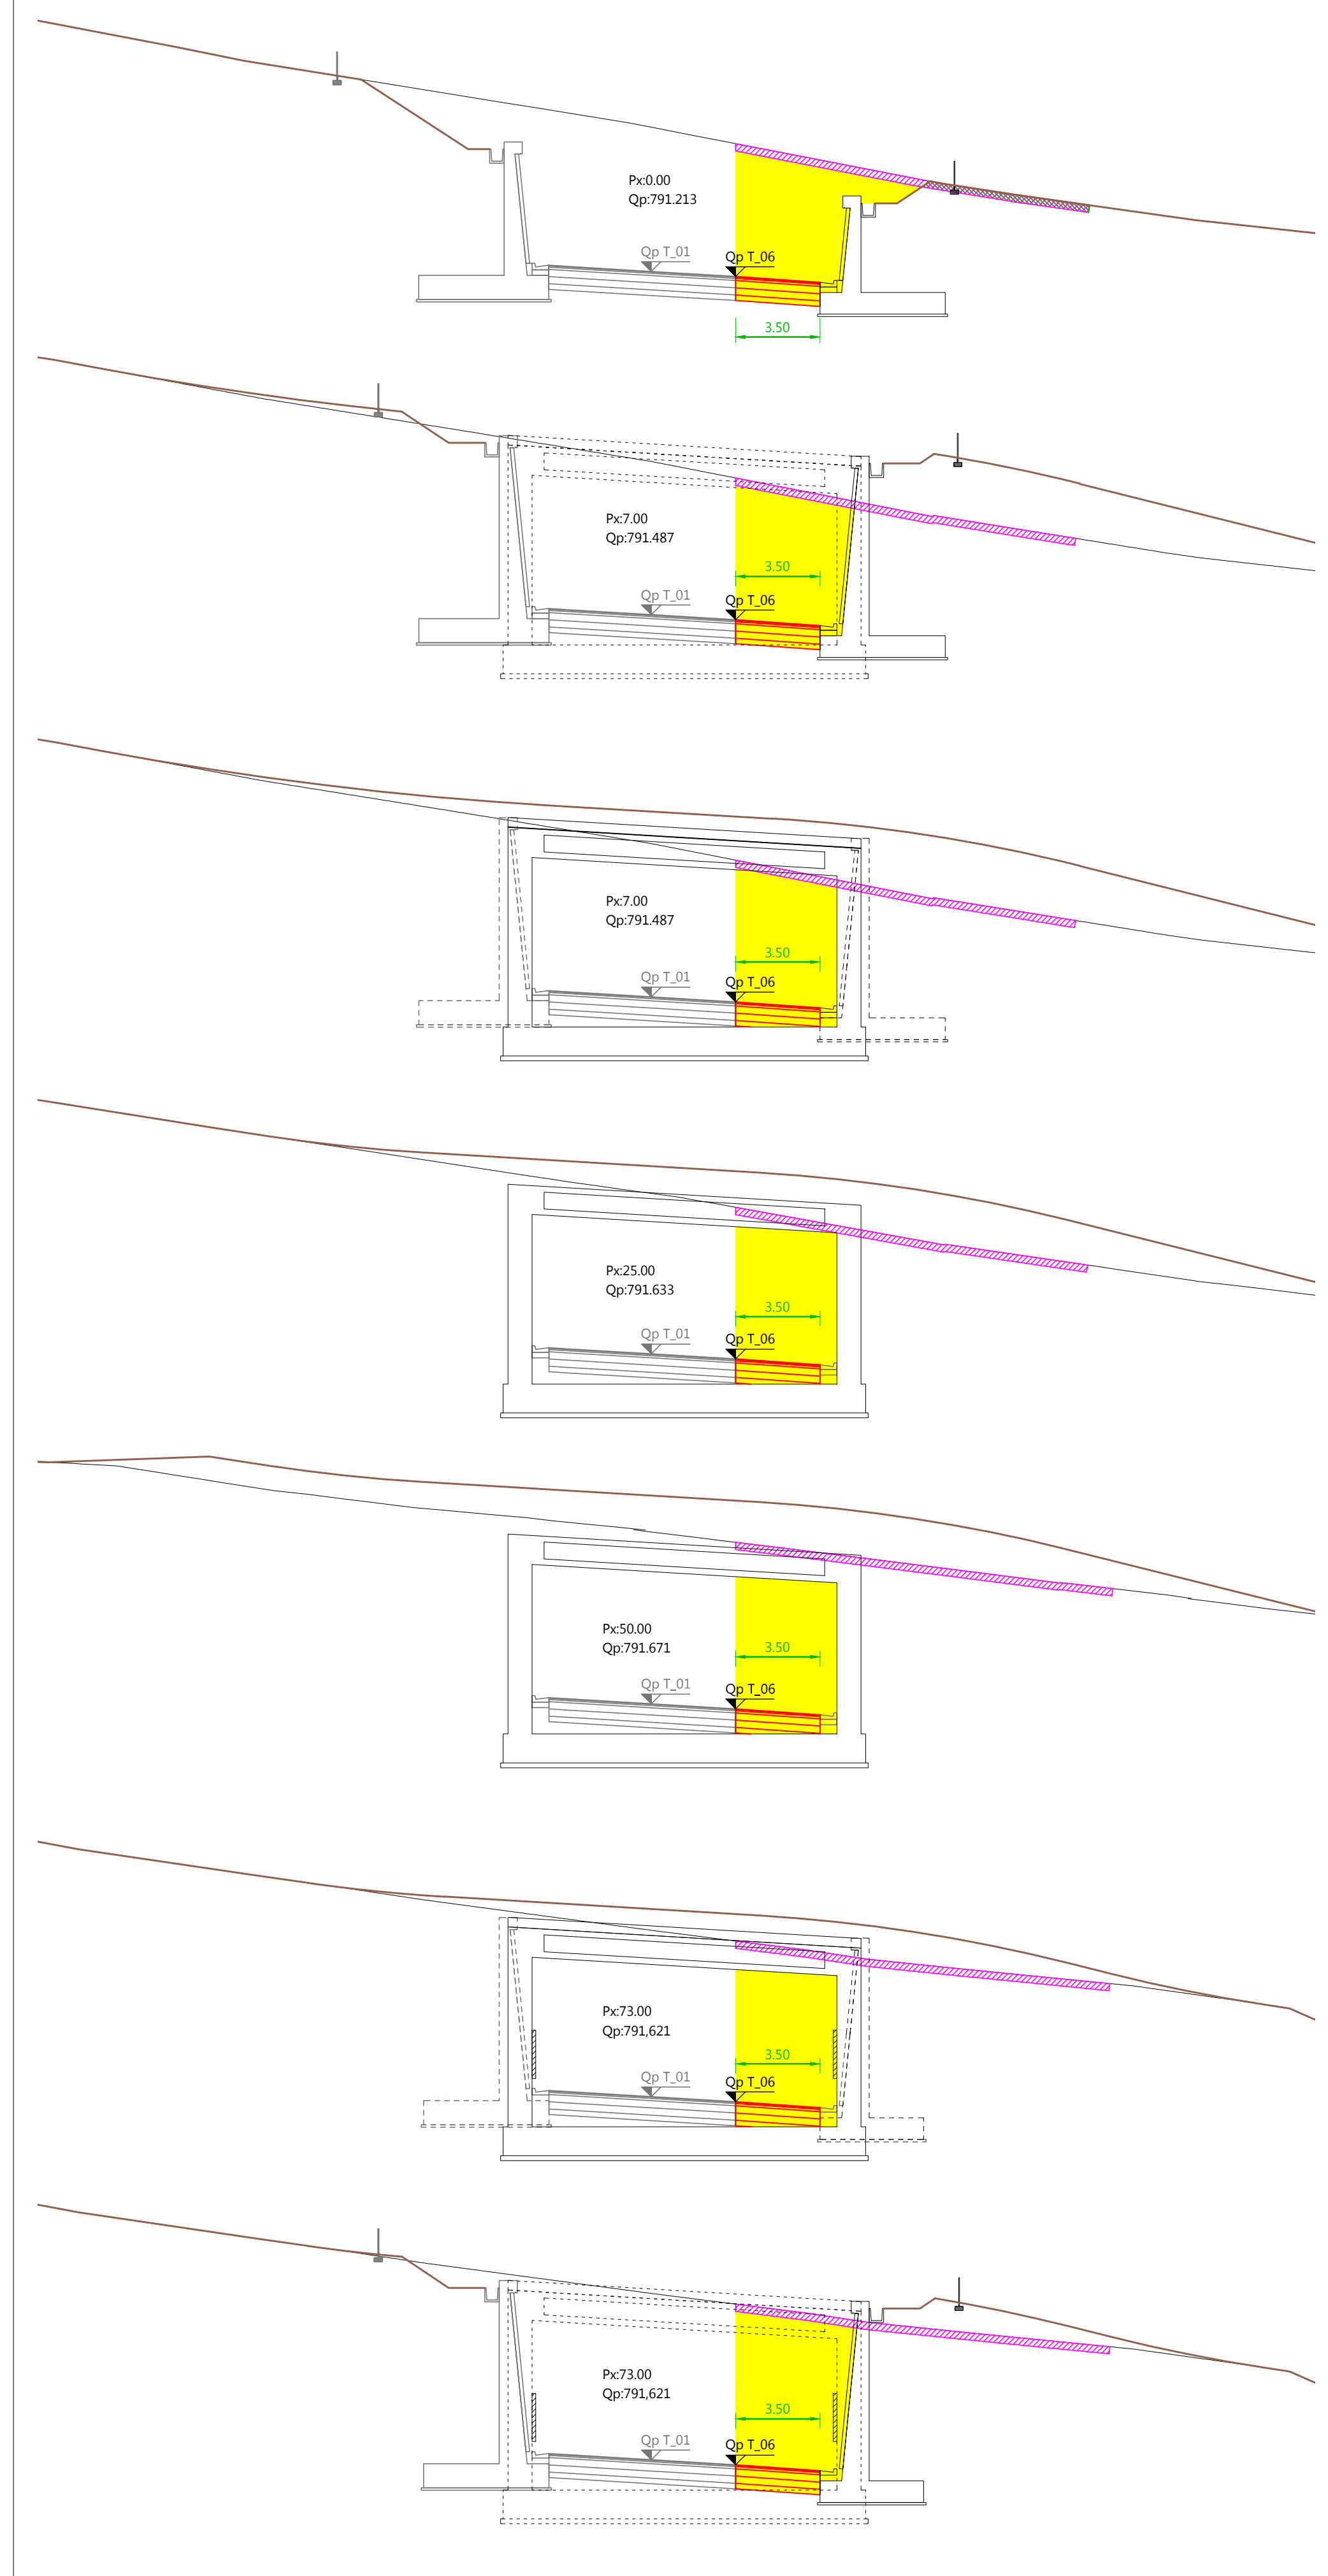 Px:0.00
Qp:791.213
Qp T_01
Qp T_06
3.50
Px:7.00
Qp:791.487
3.50
Qp T_01
Qp T_06
Px:7.00
Qp:791.487
3.50
Qp T_01
Qp T_06
Px:25.00
Qp:791.633
3.50
Qp T_01
Qp T_06
Px:50.00
Qp:791.671
3.50
Qp T_01
Qp T_06
Px:73.00
Qp:791,621
3.50
Qp T_01
Qp T_06
Px:73.00
Qp:791,621
3.50
Qp T_01
Qp T_06